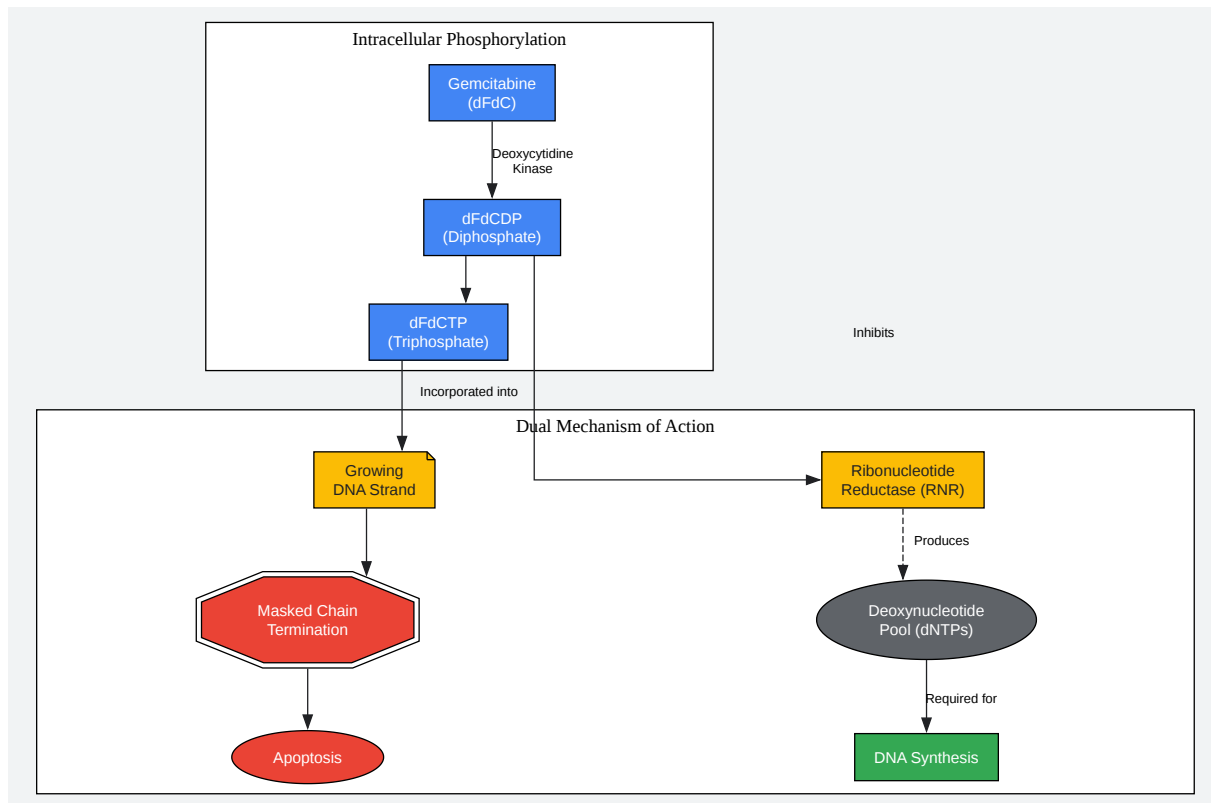 Intracellular Phosphorylation
Gemcitabine
(dFdC)
Deoxycytidine
Kinase
dFdCDP
(Diphosphate)
dFdCTP
(Triphosphate)
Inhibits
Incorporated into
Dual Mechanism of Action
Growing
DNA Strand
Ribonucleotide
Reductase (RNR)
Produces
Masked Chain
Termination
Deoxynucleotide
Pool (dNTPs)
Required for
Apoptosis
DNA Synthesis